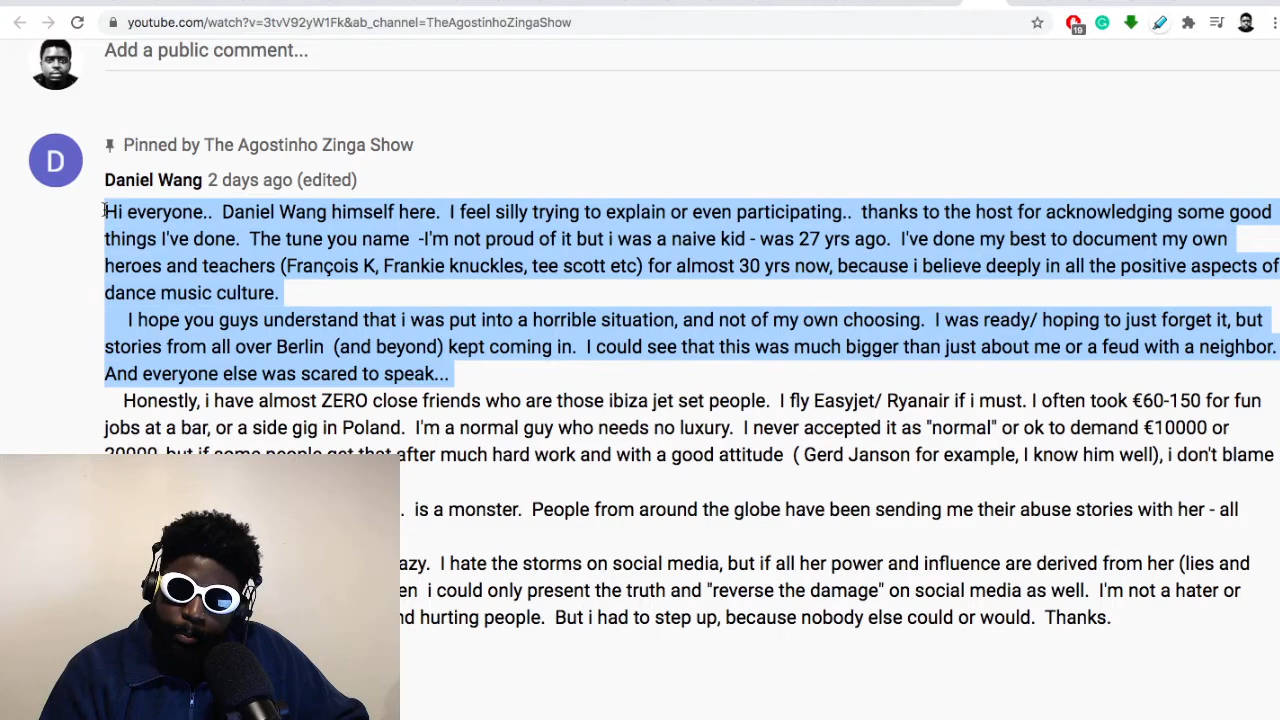 youtube.com/watch?v=3tvV92yW1Fk&ab_channel=TheAgostinhoZingaShow
19
Add a public comment...
Pinned by The Agostinho Zinga Show
D
Daniel Wang 2 days ago (edited)
Hi everyone.. Daniel Wang himself here. I feel silly trying to explain or even participating.. thanks to the host for acknowledging some good
things I've done. The tune you name -I'm not proud of it but i was a naive kid - was 27 yrs ago. I've done my best to document my own
heroes and teachers (François K, Frankie knuckles, tee scott etc) for almost 30 yrs now, because i believe deeply in all the positive aspects of
dance music culture.
I hope you guys understand that i was put into a horrible situation, and not of my own choosing. I was ready/ hoping to just forget it, but
stories from all over Berlin (and beyond) kept coming in. I could see that this was much bigger than just about me or a feud with a neighbor.
And everyone else was scared to speak...
Honestly, i have almost ZERO close friends who are those ibiza jet set people. I fly Easyjet/ Ryanair if i must. I often took €60-150 for fun
jobs at a bar, or a side gig in Poland. I'm a normal guy who needs no luxury. I never accepted it as "normal" or ok to demand €10000 or
20000, but if some people get that after much hard work and with a good attitude ( Gerd Janson for example, I know him well), i don't blame
. is a monster. People from around the globe have been sending me their abuse stories with her - all
azy. I hate the storms on social media, but if all her power and influence are derived from her (lies and
en i could only present the truth and "reverse the damage" on social media as well. I'm not a hater or
nd hurting people. But i had to step up, because nobody else could or would. Thanks.